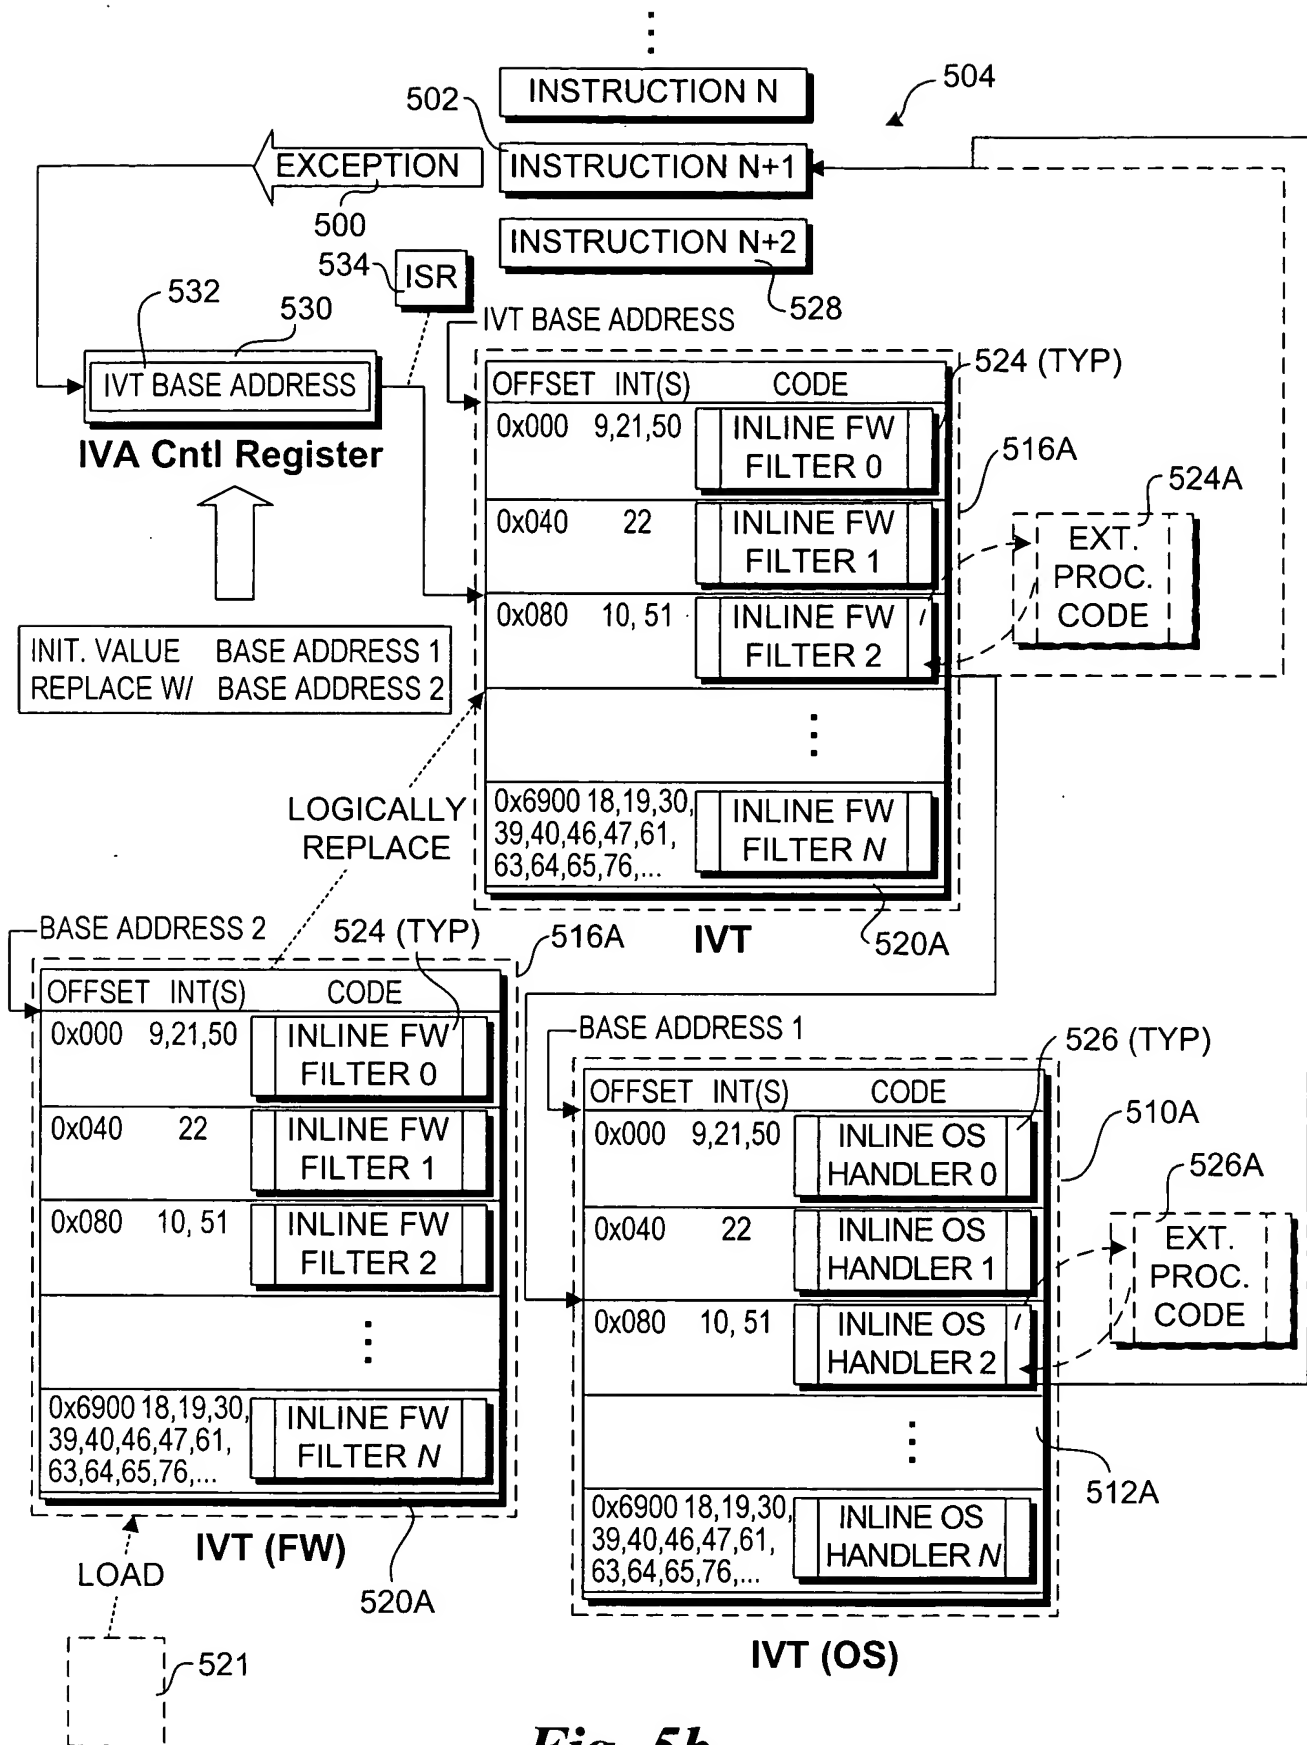 INSTRUCTION N
504
502
EXCEPTION
INSTRUCTION N+1
500
INSTRUCTION N+2
534
ISR
528
532
530
IVT BASE ADDRESS
IVT BASE ADDRESS
IVA Cntl Register
524 (TYP)
OFFSET INT(S) CODE
0x000 9,21,50 INLINE FW
FILTER 0
516A
0x040 22 INLINE FW
FILTER 1
524A
EXT.
PROC.
CODE
0x080 10, 51 INLINE FW
FILTER 2
INIT. VALUE BASE ADDRESS 1
REPLACE W/ BASE ADDRESS 2
LOGICALLY
REPLACE
0x6900 18,19,30, INLINE FW
39,40,46,47,61, FILTER N
63,64,65,76,...
IVT
520A
BASE ADDRESS 2
524 (TYP)
516A
OFFSET INT(S) CODE
0x000 9,21,50 INLINE FW
FILTER 0
0x040 22 INLINE FW
FILTER 1
0x080 10, 51 INLINE FW
FILTER 2
0x6900 18,19,30, INLINE FW
39,40,46,47,61, FILTER N
63,64,65,76,...
IVT (FW)
520A
LOAD
521
BASE ADDRESS 1
526 (TYP)
OFFSET INT(S) CODE
0x000 9,21,50 INLINE OS
HANDLER 0
510A
0x040 22 INLINE OS
HANDLER 1
526A
EXT.
PROC.
CODE
0x080 10, 51 INLINE OS
HANDLER 2
512A
0x6900 18,19,30, INLINE OS
39,40,46,47,61, HANDLER N
63,64,65,76,...
IVT (OS)
Fig. 5b